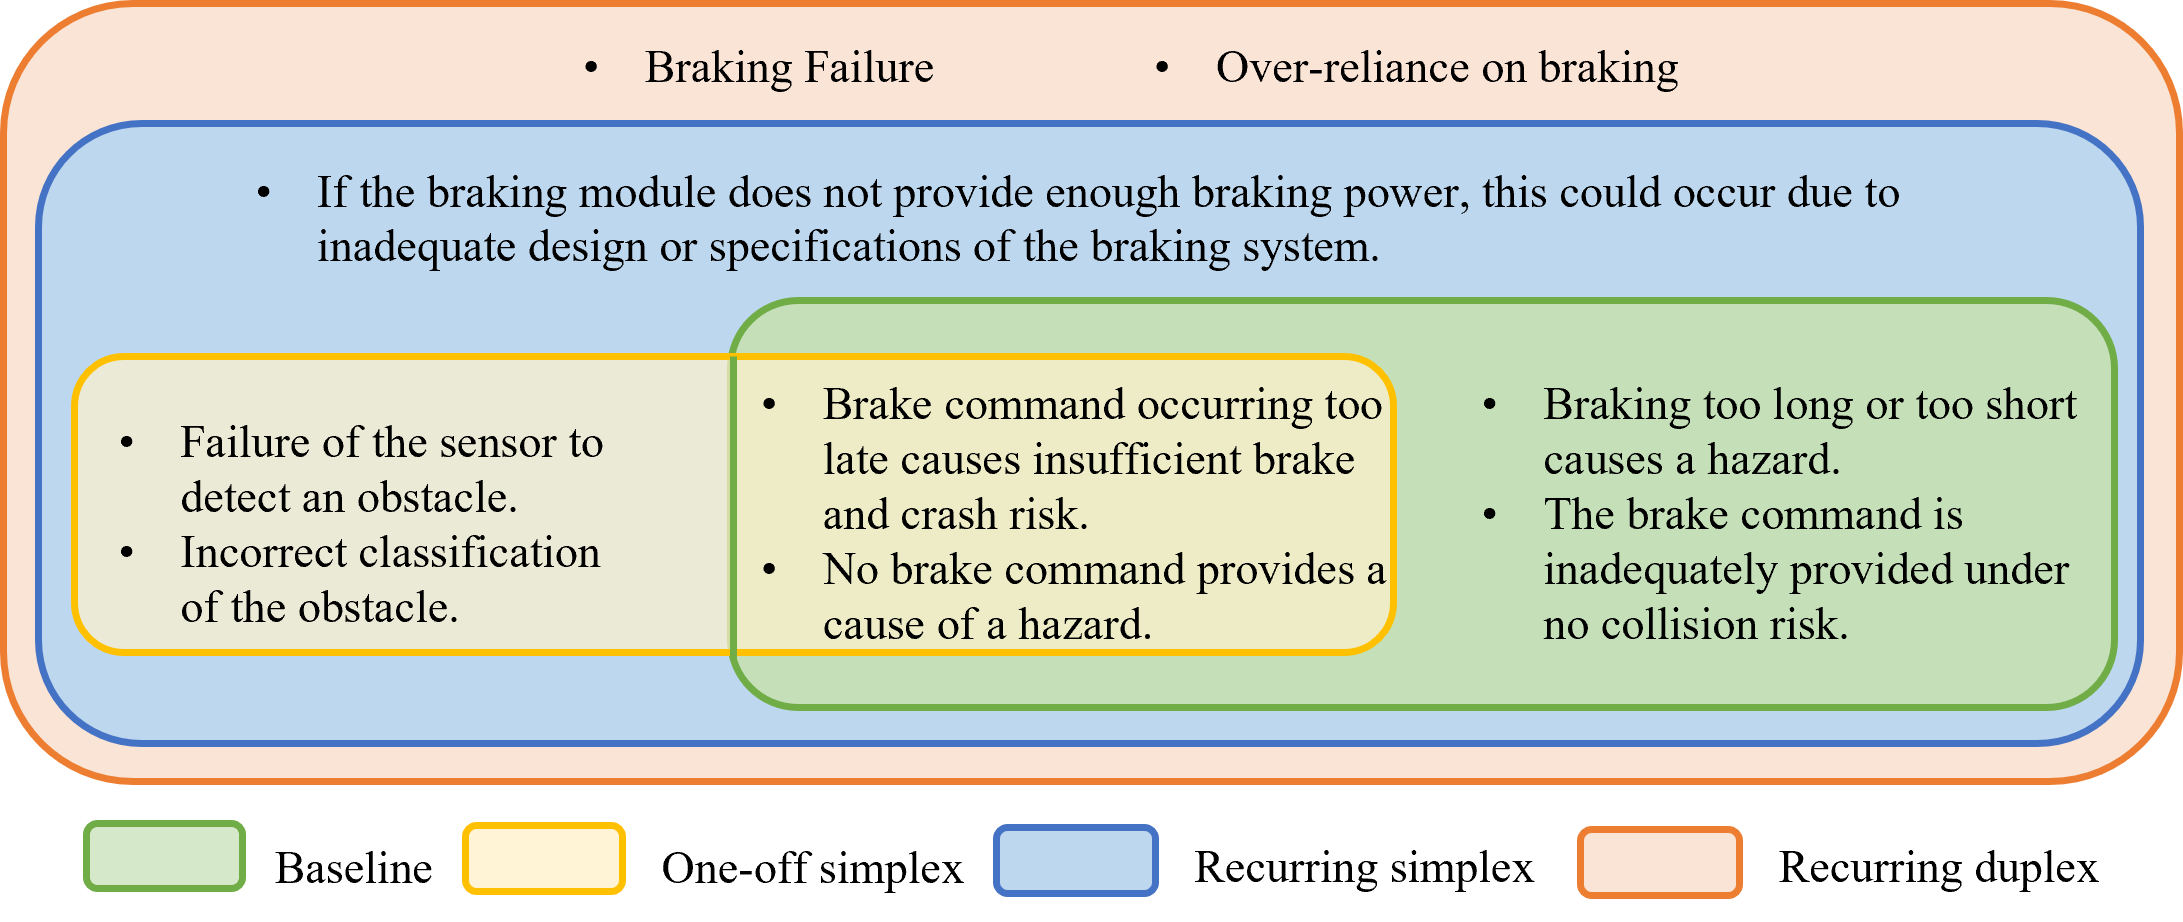 • Braking Failure
• Over-reliance on braking
• If the braking module does not provide enough braking power, this could occur due to
inadequate design or specifications of the braking system.
• Failure of the sensor to
detect an obstacle.
• Incorrect classification
of the obstacle.
• Brake command occurring too
late causes insufficient brake
and crash risk.
• No brake command provides a
cause of a hazard.
• Braking too long or too short
causes a hazard.
• The brake command is
inadequately provided under
no collision risk.
Baseline
One-off simplex
Recurring simplex
Recurring duplex